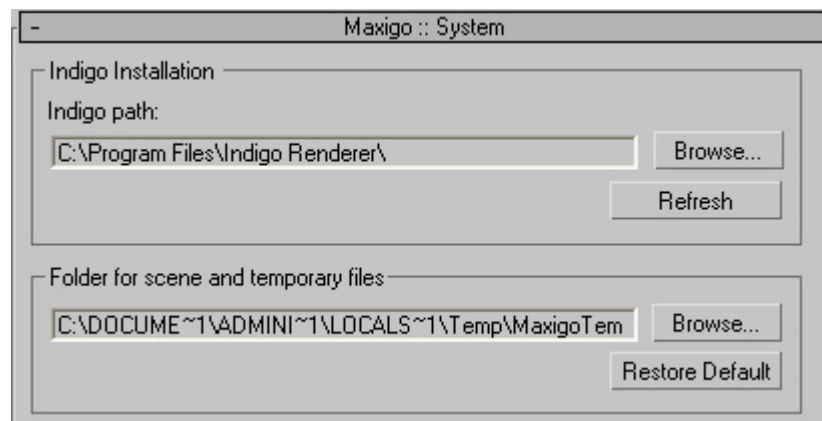 - Maxigo :: System
Indigo Installation
Indigo path:
C:\Program Files\Indigo Renderer\ Browse...
Refresh
Folder for scene and temporary files
C:\DOCUME~1\ADMINI~1\LOCALS~1\Temp\MaxigoTem Browse...
Restore Default